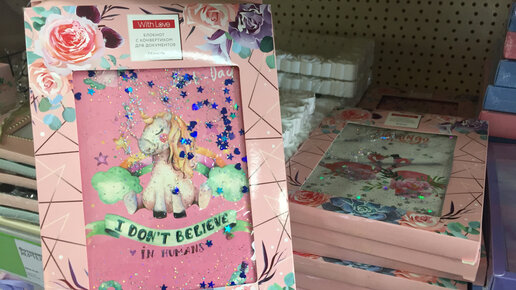 With Love
БЛОКНОТ
С КОНВЕРТИКОМ
ДЛЯ ДОКУМЕНТОВ
I DON'T BELIEVE
IN HUMANS